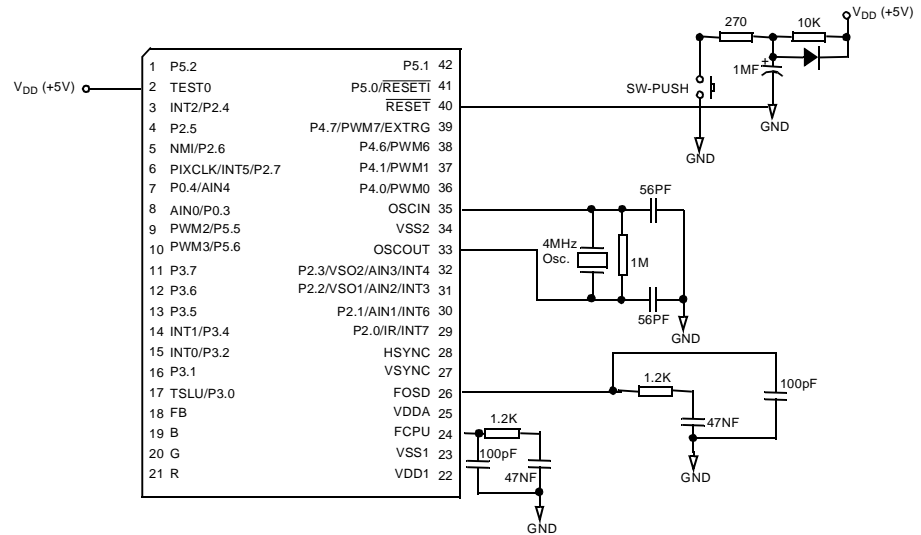 VDD (+5V)
270
10K
1MF
+
SW-PUSH
GND
GND
VDD (+5V)
1 P5.2
2 TEST0
3 INT2/P2.4
4 P2.5
5 NMI/P2.6
6 PIXCLK/INT5/P2.7
7 P0.4/AIN4
8 AIN0/P0.3
9 PWM2/P5.5
10 PWM3/P5.6
11 P3.7
12 P3.6
13 P3.5
14 INT1/P3.4
15 INT0/P3.2
16 P3.1
17 TSLU/P3.0
18 FB
19 B
20 G
21 R
P5.1 42
P5.0/RESETI 41
RESET 40
P4.7/PWM7/EXTRG 39
P4.6/PWM6 38
P4.1/PWM1 37
P4.0/PWM0 36
OSCIN 35
VSS2 34
OSCOUT 33
P2.3/VSO2/AIN3/INT4 32
P2.2/VSO1/AIN2/INT3 31
P2.1/AIN1/INT6 30
P2.0/IR/INT7 29
HSYNC 28
VSYNC 27
FOSD 26
VDDA 25
FCPU 24
VSS1 23
VDD1 22
56PF
4MHz
Osc.
1M
56PF
GND
1.2K
100pF
47NF
GND
1.2K
100pF
47NF
GND